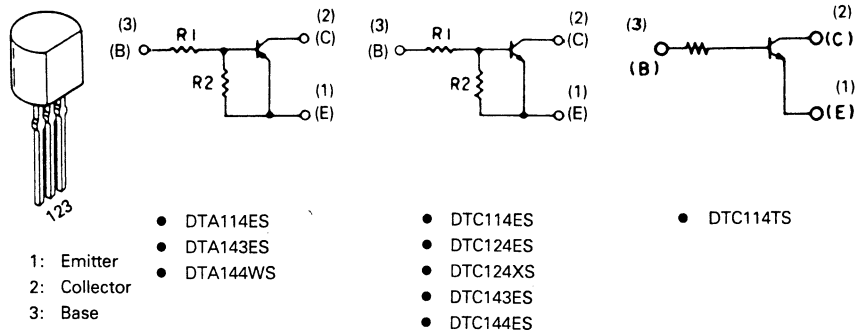 (3)
(B)
R1
R2
(2)
(C)
(1)
(E)
(3)
(B)
R1
R2
(2)
(C)
(1)
(E)
(3)
(B)
(2)
(C)
(1)
(E)
123
1: Emitter
2: Collector
3: Base
● DTA114ES
● DTA143ES
● DTA144WS
● DTC114ES
● DTC124ES
● DTC124XS
● DTC143ES
● DTC144ES
● DTC114TS